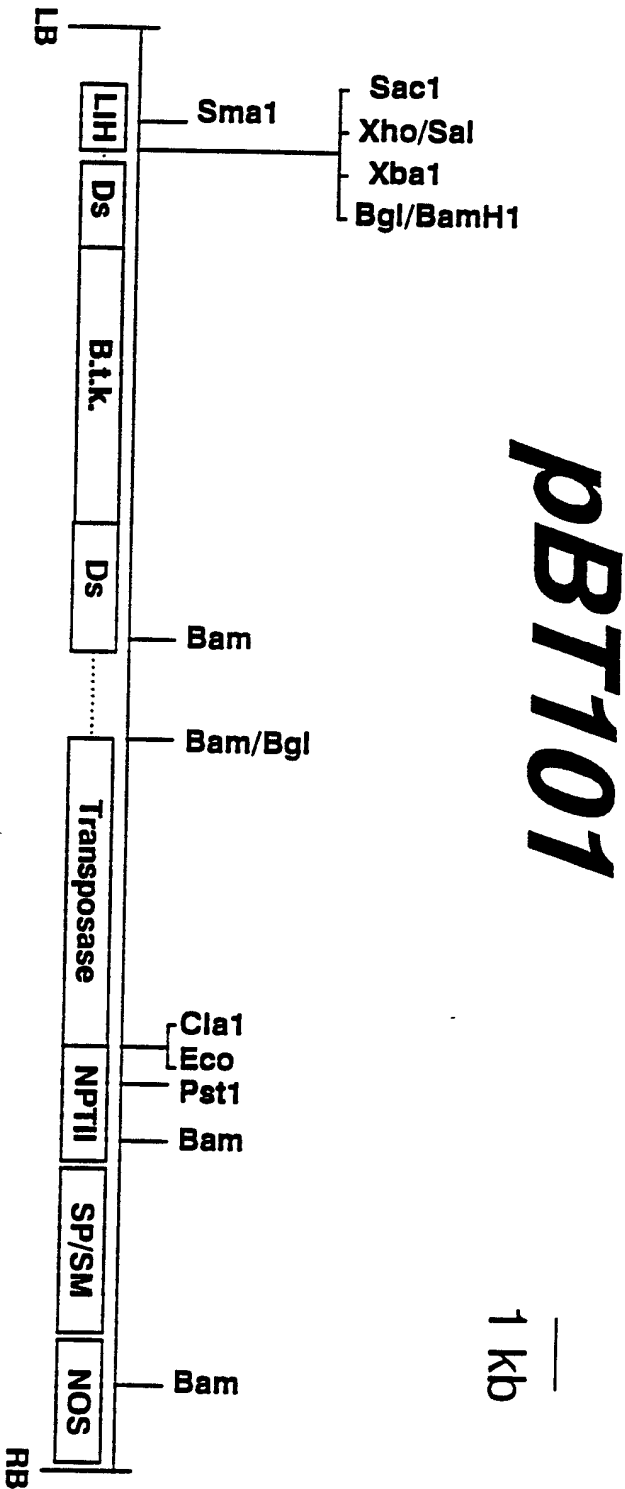 pBT101
1 kb
LB
Sac1
Xho/Sal
Xba1
Bgl/BamH1
Sma1
LIH
Ds
B.t.k.
Ds
Bam
Bam/Bgl
Transposase
Cla1
Eco
Pst1
NPTII
Bam
SP/SM
NOS
Bam
RB